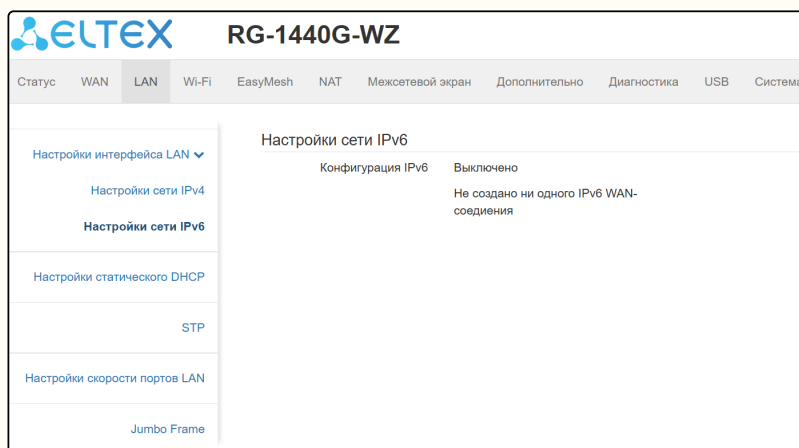 ELTEX RG-1440G-WZ
Статус WAN LAN Wi-Fi EasyMesh NAT Межсетевой экран Дополнительно Диагностика USB Система
Настройки интерфейса LAN
Настройки сети IPv4
Настройки сети IPv6
Настройки статического DHCP
STP
Настройки скорости портов LAN
Jumbo Frame
Настройки сети IPv6
Конфигурация IPv6 Выключено
Не создано ни одного IPv6 WAN-
соедиения